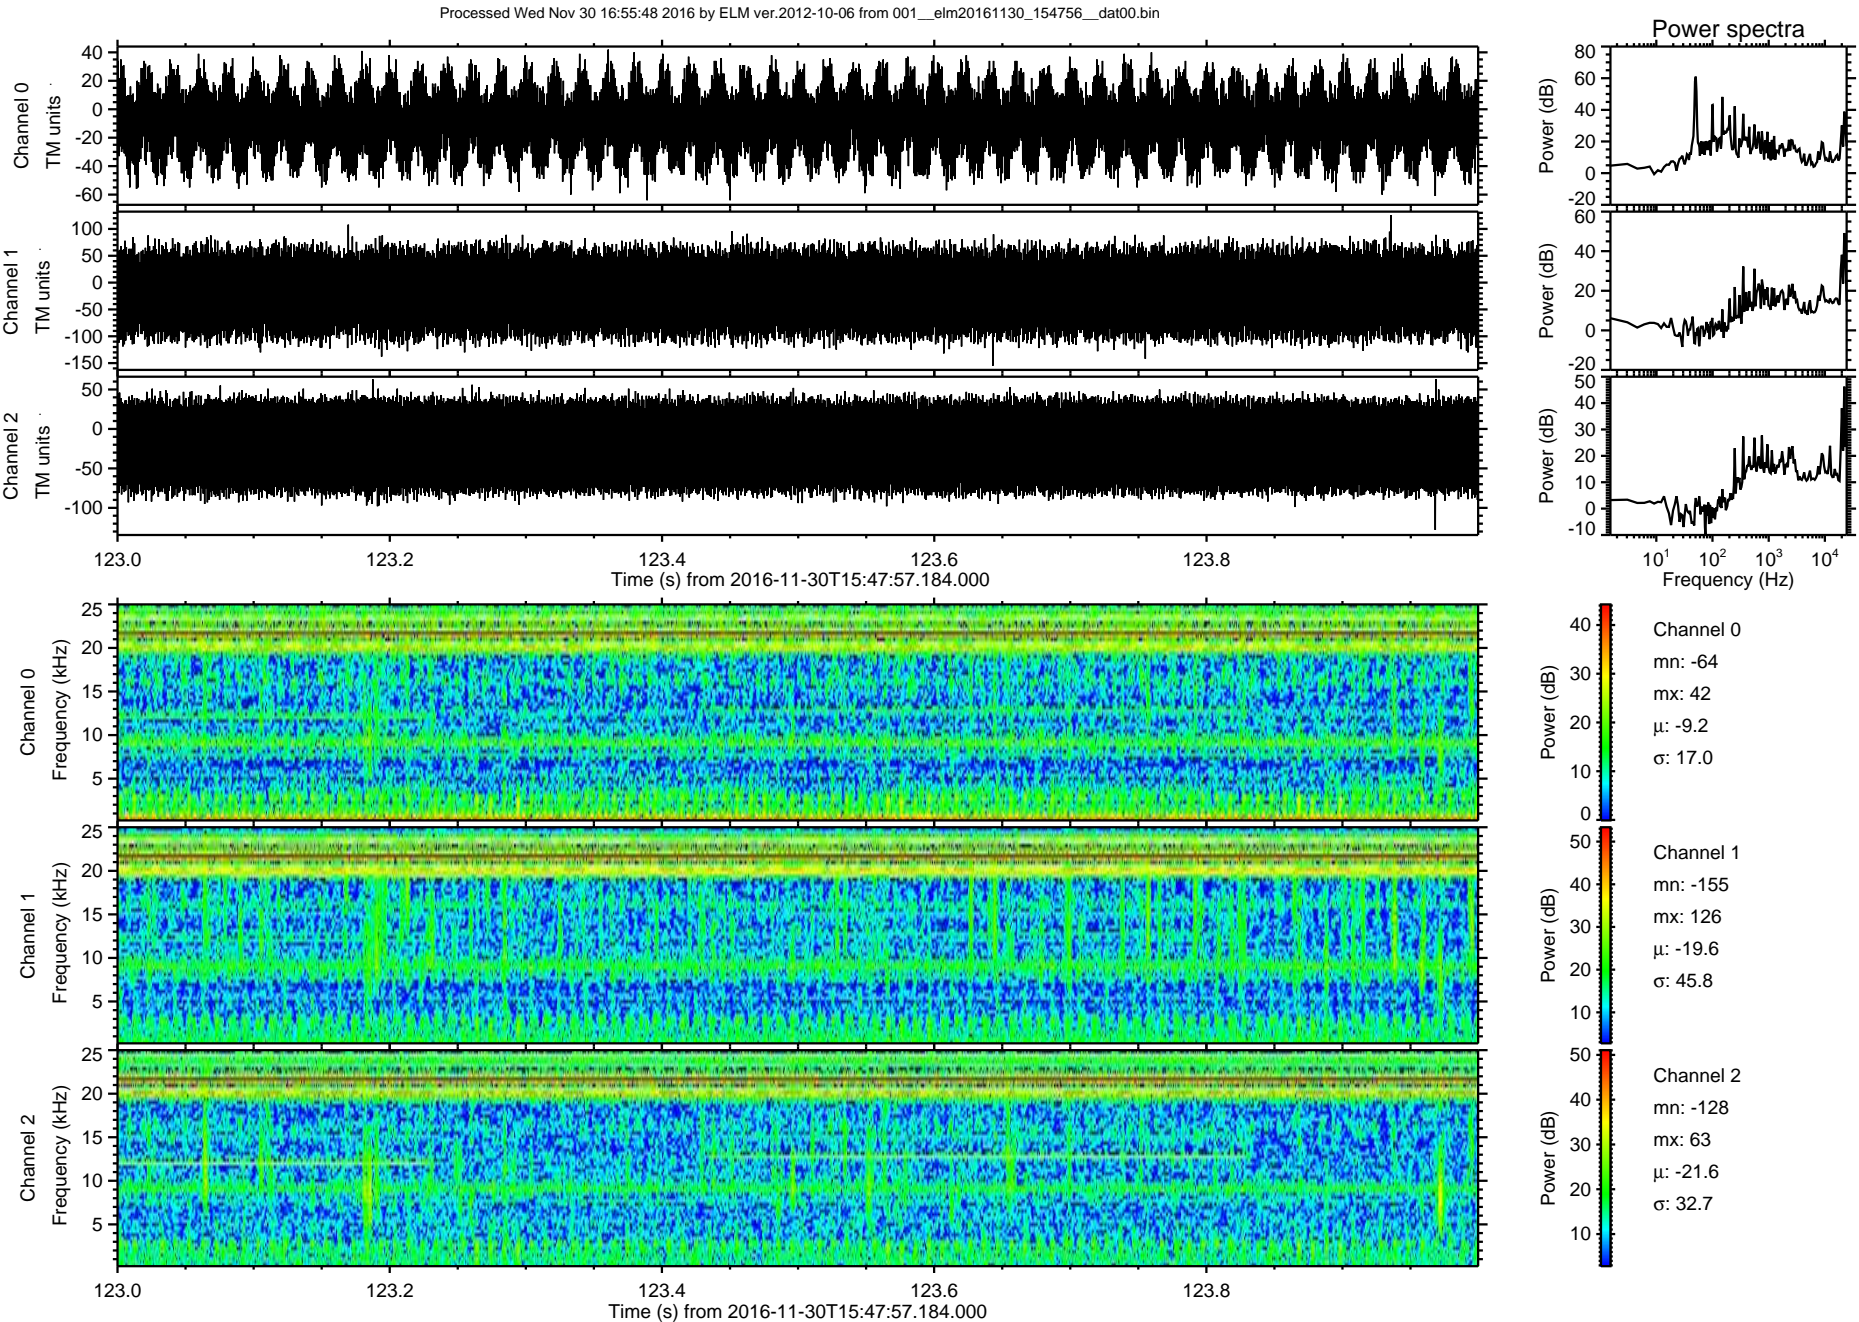 Processed Wed Nov 30 16:55:48 2016 by ELM ver.2012-10-06 from 001__elm20161130_154756__dat00.bin
Power spectra
Channel 0
TM units
40
20
0
-20
-40
-60
Power (dB)
80
60
40
20
0
-20
Channel 1
TM units
100
50
0
-50
-100
-150
Power (dB)
60
40
20
0
-20
Channel 2
TM units
50
0
-50
-100
Power (dB)
50
40
30
20
10
0
-10
123.0 123.2 123.4 123.6 123.8
Time (s) from 2016-11-30T15:47:57.184.000
10¹ 10² 10³ 10⁴
Frequency (Hz)
Channel 0
Frequency (kHz)
25
20
15
10
5
Power (dB)
40
30
20
10
0
Channel 0
mn: -64
mx: 42
μ: -9.2
σ: 17.0
Channel 1
Frequency (kHz)
25
20
15
10
5
Power (dB)
50
40
30
20
10
Channel 1
mn: -155
mx: 126
μ: -19.6
σ: 45.8
Channel 2
Frequency (kHz)
25
20
15
10
5
Power (dB)
50
40
30
20
10
Channel 2
mn: -128
mx: 63
μ: -21.6
σ: 32.7
123.0 123.2 123.4 123.6 123.8
Time (s) from 2016-11-30T15:47:57.184.000